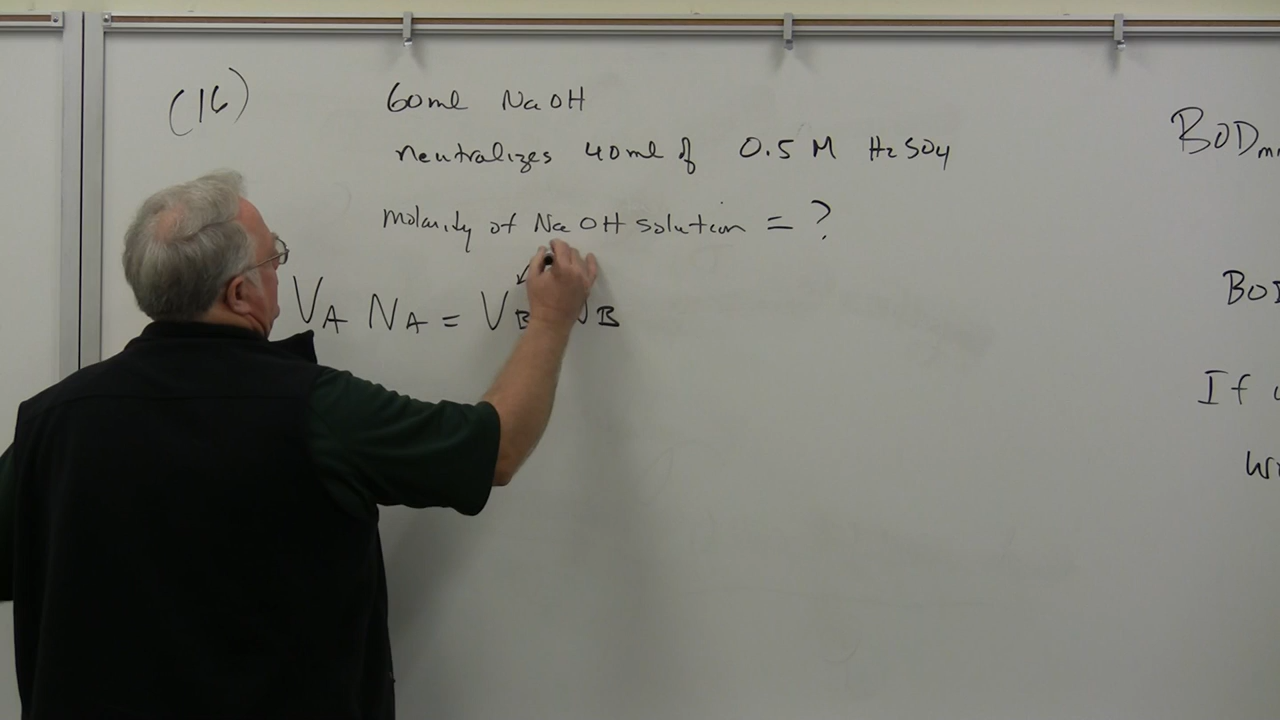 (16)
60ml NaOH
neutralizes 40ml of 0.5 M H2SO4
Molarity of NaOH solution = ?
VA NA = VB NB
BOD
BOD
If